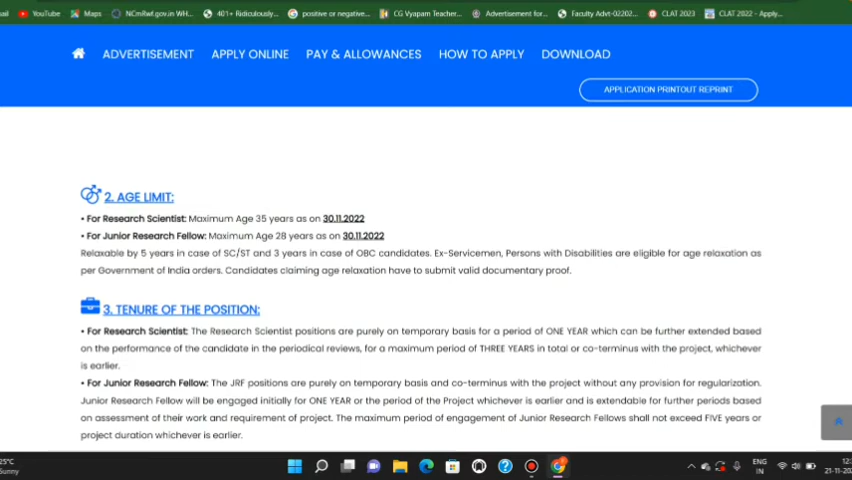 ail YouTube Maps NCmRwf.gov.in WH... 401+ Ridiculously... positive or negative... CG Vyapam Teacher... Advertisement for... Faculty Advt-02202... CLAT 2023 CLAT 2022 - Apply...
ADVERTISEMENT APPLY ONLINE PAY & ALLOWANCES HOW TO APPLY DOWNLOAD
APPLICATION PRINTOUT REPRINT
2. AGE LIMIT:
• For Research Scientist: Maximum Age 35 years as on 30.11.2022
• For Junior Research Fellow: Maximum Age 28 years as on 30.11.2022
Relaxable by 5 years in case of SC/ST and 3 years in case of OBC candidates. Ex-Servicemen, Persons with Disabilities are eligible for age relaxation as
per Government of India orders. Candidates claiming age relaxation have to submit valid documentary proof.
3. TENURE OF THE POSITION:
• For Research Scientist: The Research Scientist positions are purely on temporary basis for a period of ONE YEAR which can be further extended based
on the performance of the candidate in the periodical reviews, for a maximum period of THREE YEARS in total or co-terminus with the project, whichever
is earlier.
• For Junior Research Fellow: The JRF positions are purely on temporary basis and co-terminus with the project without any provision for regularization.
Junior Research Fellow will be engaged initially for ONE YEAR or the period of the Project whichever is earlier and is extendable for further periods based
on assessment of their work and requirement of project. The maximum period of engagement of Junior Research Fellows shall not exceed FIVE years or
project duration whichever is earlier.
25°C
Sunny
ENG
IN
12:
21-11-202